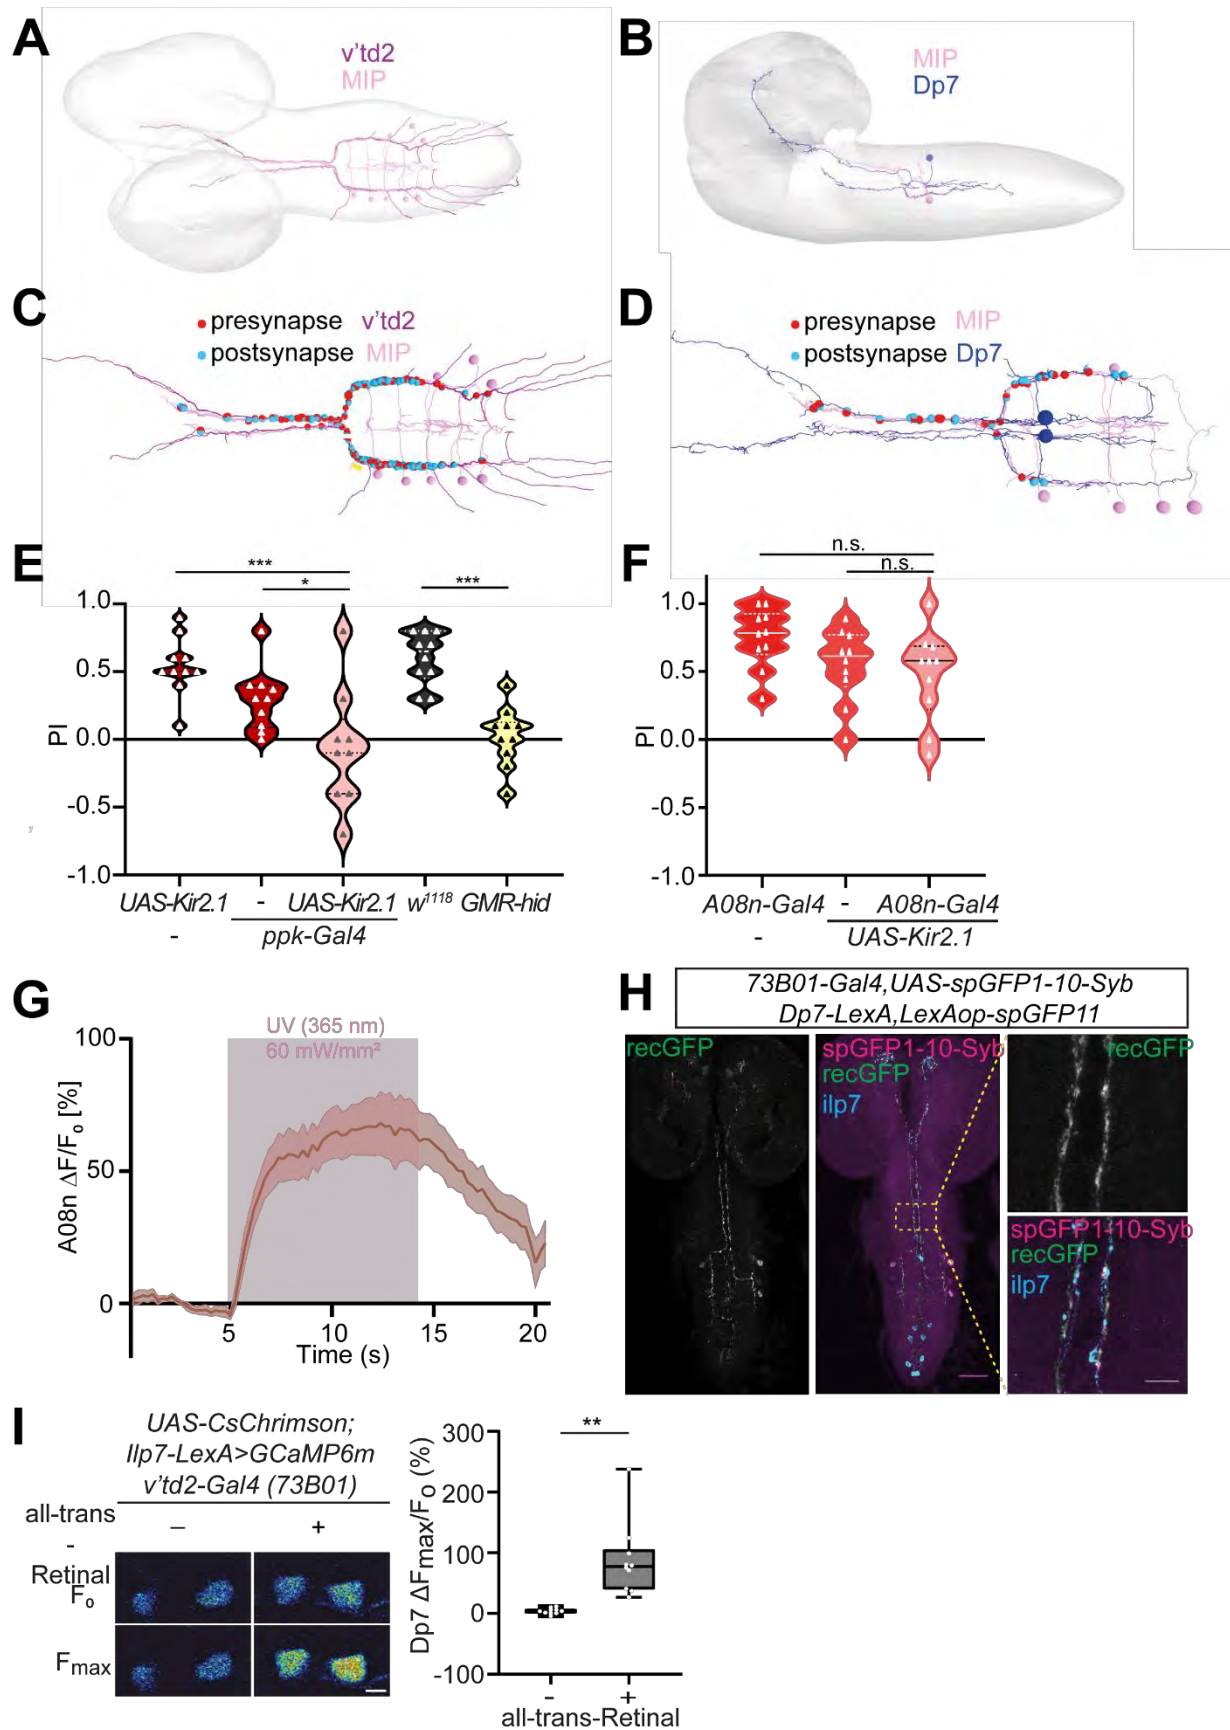 A
v'td2
MIP
B
MIP
Dp7
C
presynapse v'td2
postsynapse MIP
D
presynapse MIP
postsynapse Dp7
E
***
*
***
1.0
0.5
0.0
-0.5
-1.0
PI
UAS-Kir2.1 - UAS-Kir2.1 w1118 GMR-hid
- ppk-Gal4
F
n.s.
n.s.
1.0
0.5
0.0
-0.5
-1.0
PI
A08n-Gal4 - A08n-Gal4
- UAS-Kir2.1
G
UV (365 nm)
60 mW/mm²
100
50
0
A08n ΔF/F₀ [%]
5 10 15 20
Time (s)
H
73B01-Gal4,UAS-spGFP1-10-Syb
Dp7-LexA,LexAop-spGFP11
recGFP
spGFP1-10-Syb
recGFP
ilp7
recGFP
spGFP1-10-Syb
recGFP
ilp7
I
UAS-CsChrimson;
Ilp7-LexA>GCaMP6m
v'td2-Gal4 (73B01)
all-trans
-
Retinal
– +
F₀
Fmax
**
300
200
100
0
-100
Dp7 ΔFmax/F₀ (%)
- +
all-trans-Retinal